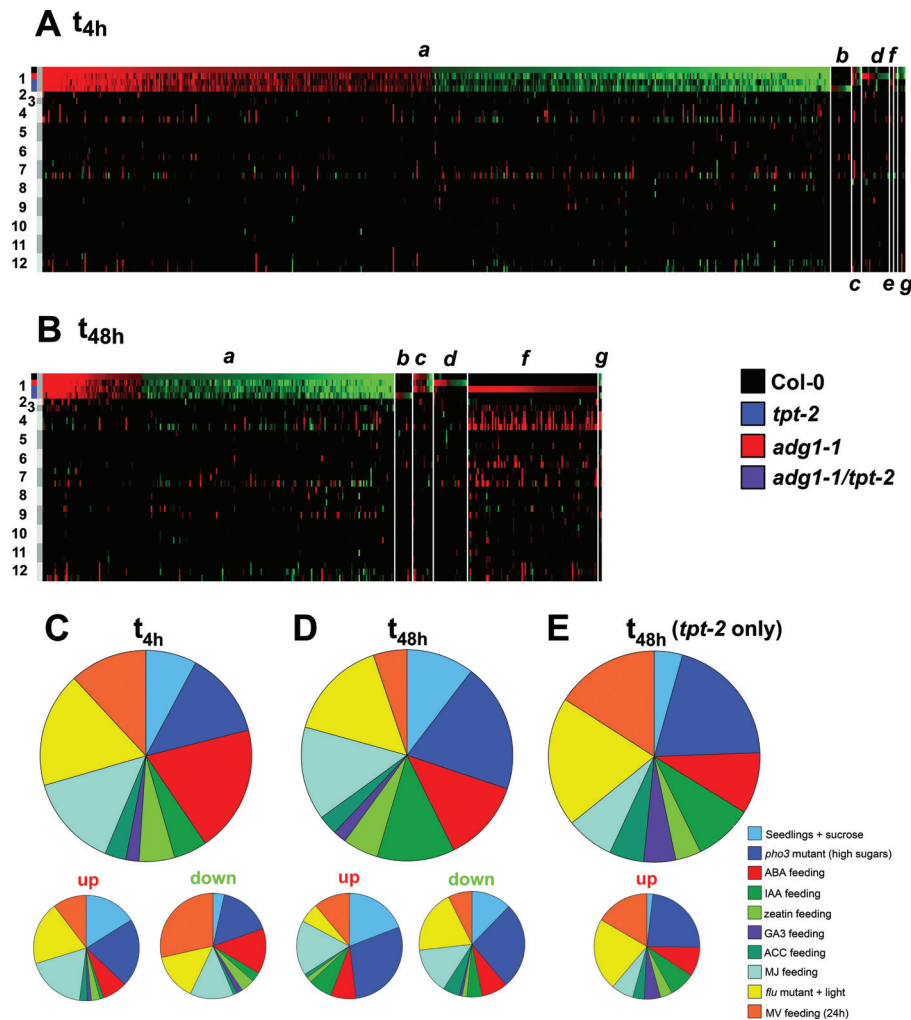 A t4h
a
b
d
f
1
2
3
4
5
6
7
8
9
10
11
12
c
e
g
B t48h
a
b
c
d
f
g
1
2
3
4
5
6
7
8
9
10
11
12
Col-0
tpt-2
adg1-1
adg1-1/tpt-2
C t4h
up
down
D t48h
up
down
E t48h (tpt-2 only)
up
Seedlings + sucrose
pho3 mutant (high sugars)
ABA feeding
IAA feeding
zeatin feeding
GA3 feeding
ACC feeding
MJ feeding
flu mutant + light
MV feeding (24h)